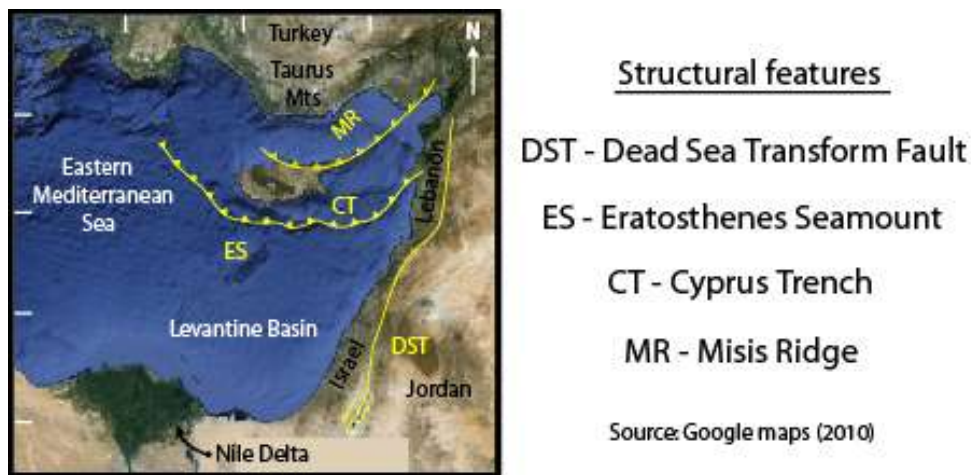 Turkey
Taurus
Mts
N
MR
Eastern
Mediterranean
Sea
CT
Lebanon
ES
Levantine Basin
DST
Israel
Jordan
Nile Delta
Structural features
DST - Dead Sea Transform Fault
ES - Eratosthenes Seamount
CT - Cyprus Trench
MR - Misis Ridge
Source: Google maps (2010)